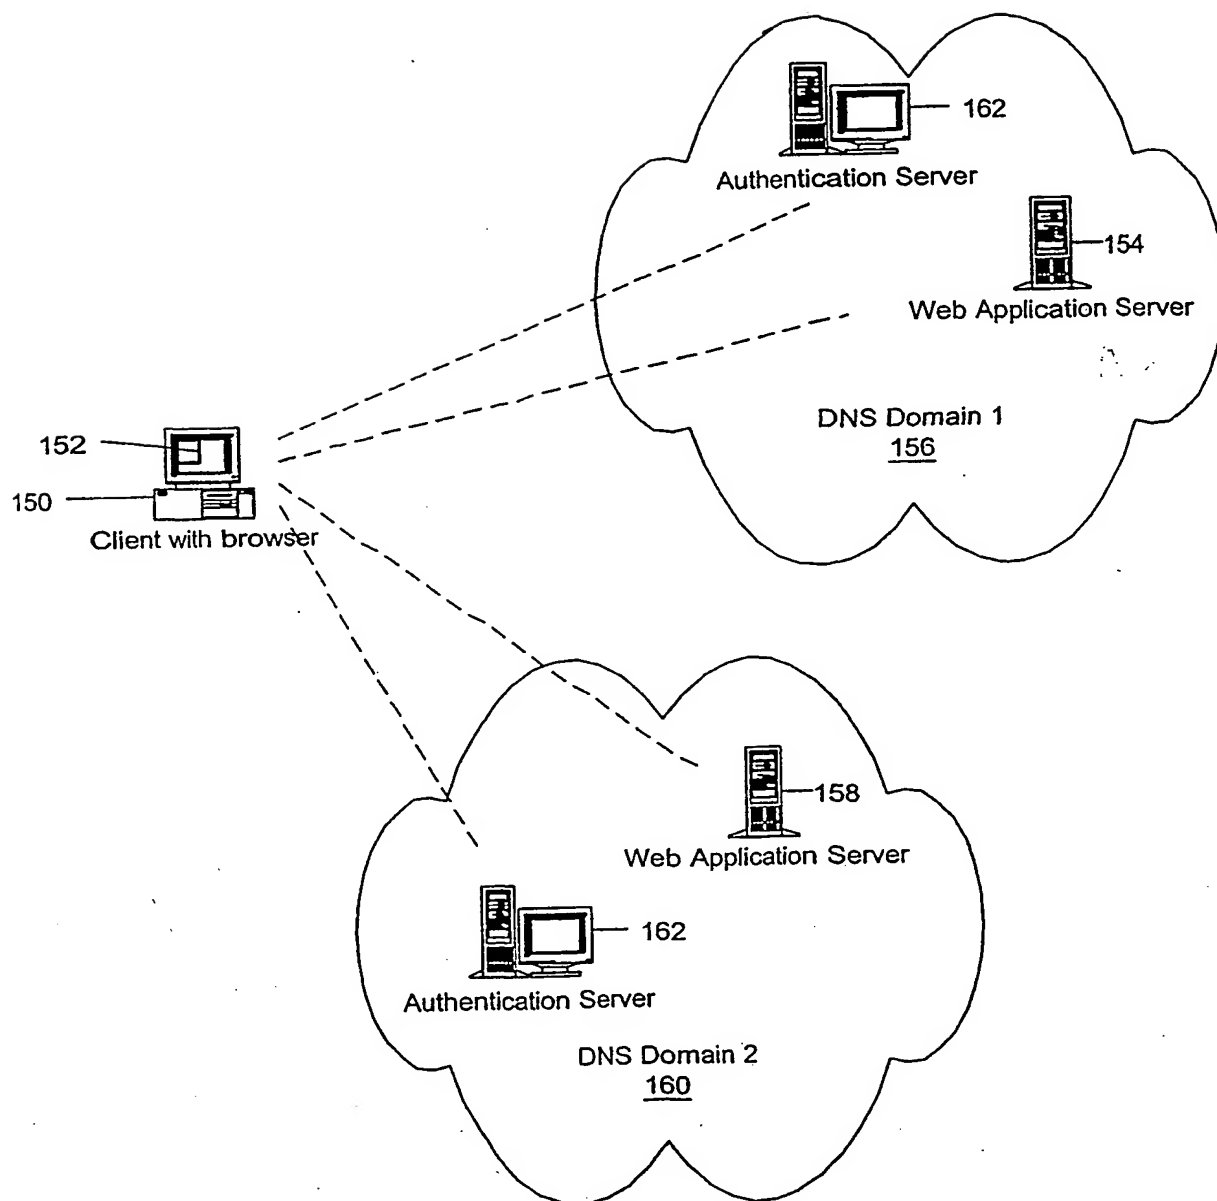 162
Authentication Server
154
Web Application Server
DNS Domain 1
156
152
150
Client with browser
158
Web Application Server
162
Authentication Server
DNS Domain 2
160